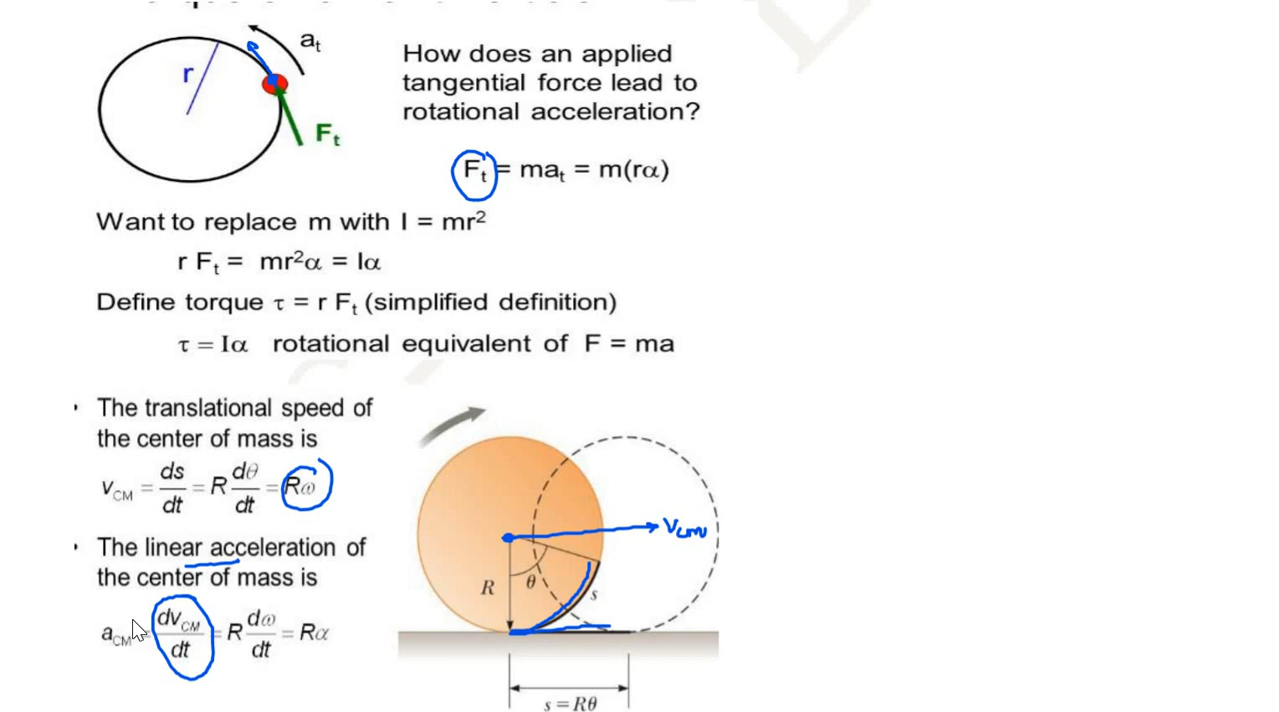 a_t
r
F_t
How does an applied
tangential force lead to
rotational acceleration?
F_t = ma_t = m(rα)
Want to replace m with I = mr²
r F_t = mr²α = Iα
Define torque τ = r F_t (simplified definition)
τ = Iα rotational equivalent of F = ma
· The translational speed of
the center of mass is
v_CM = ds/dt = R dθ/dt = Rω
· The linear acceleration of
the center of mass is
a_CM = dv_CM/dt = R dω/dt = Rα
v_cm
R
θ
s
s = Rθ